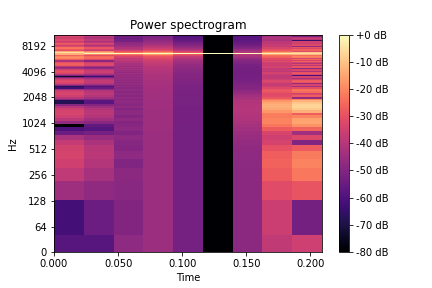 Power spectrogram
Hz
8192
4096
2048
1024
512
256
128
64
0
0.000 0.050 0.100 0.150 0.200
Time
+0 dB
-10 dB
-20 dB
-30 dB
-40 dB
-50 dB
-60 dB
-70 dB
-80 dB